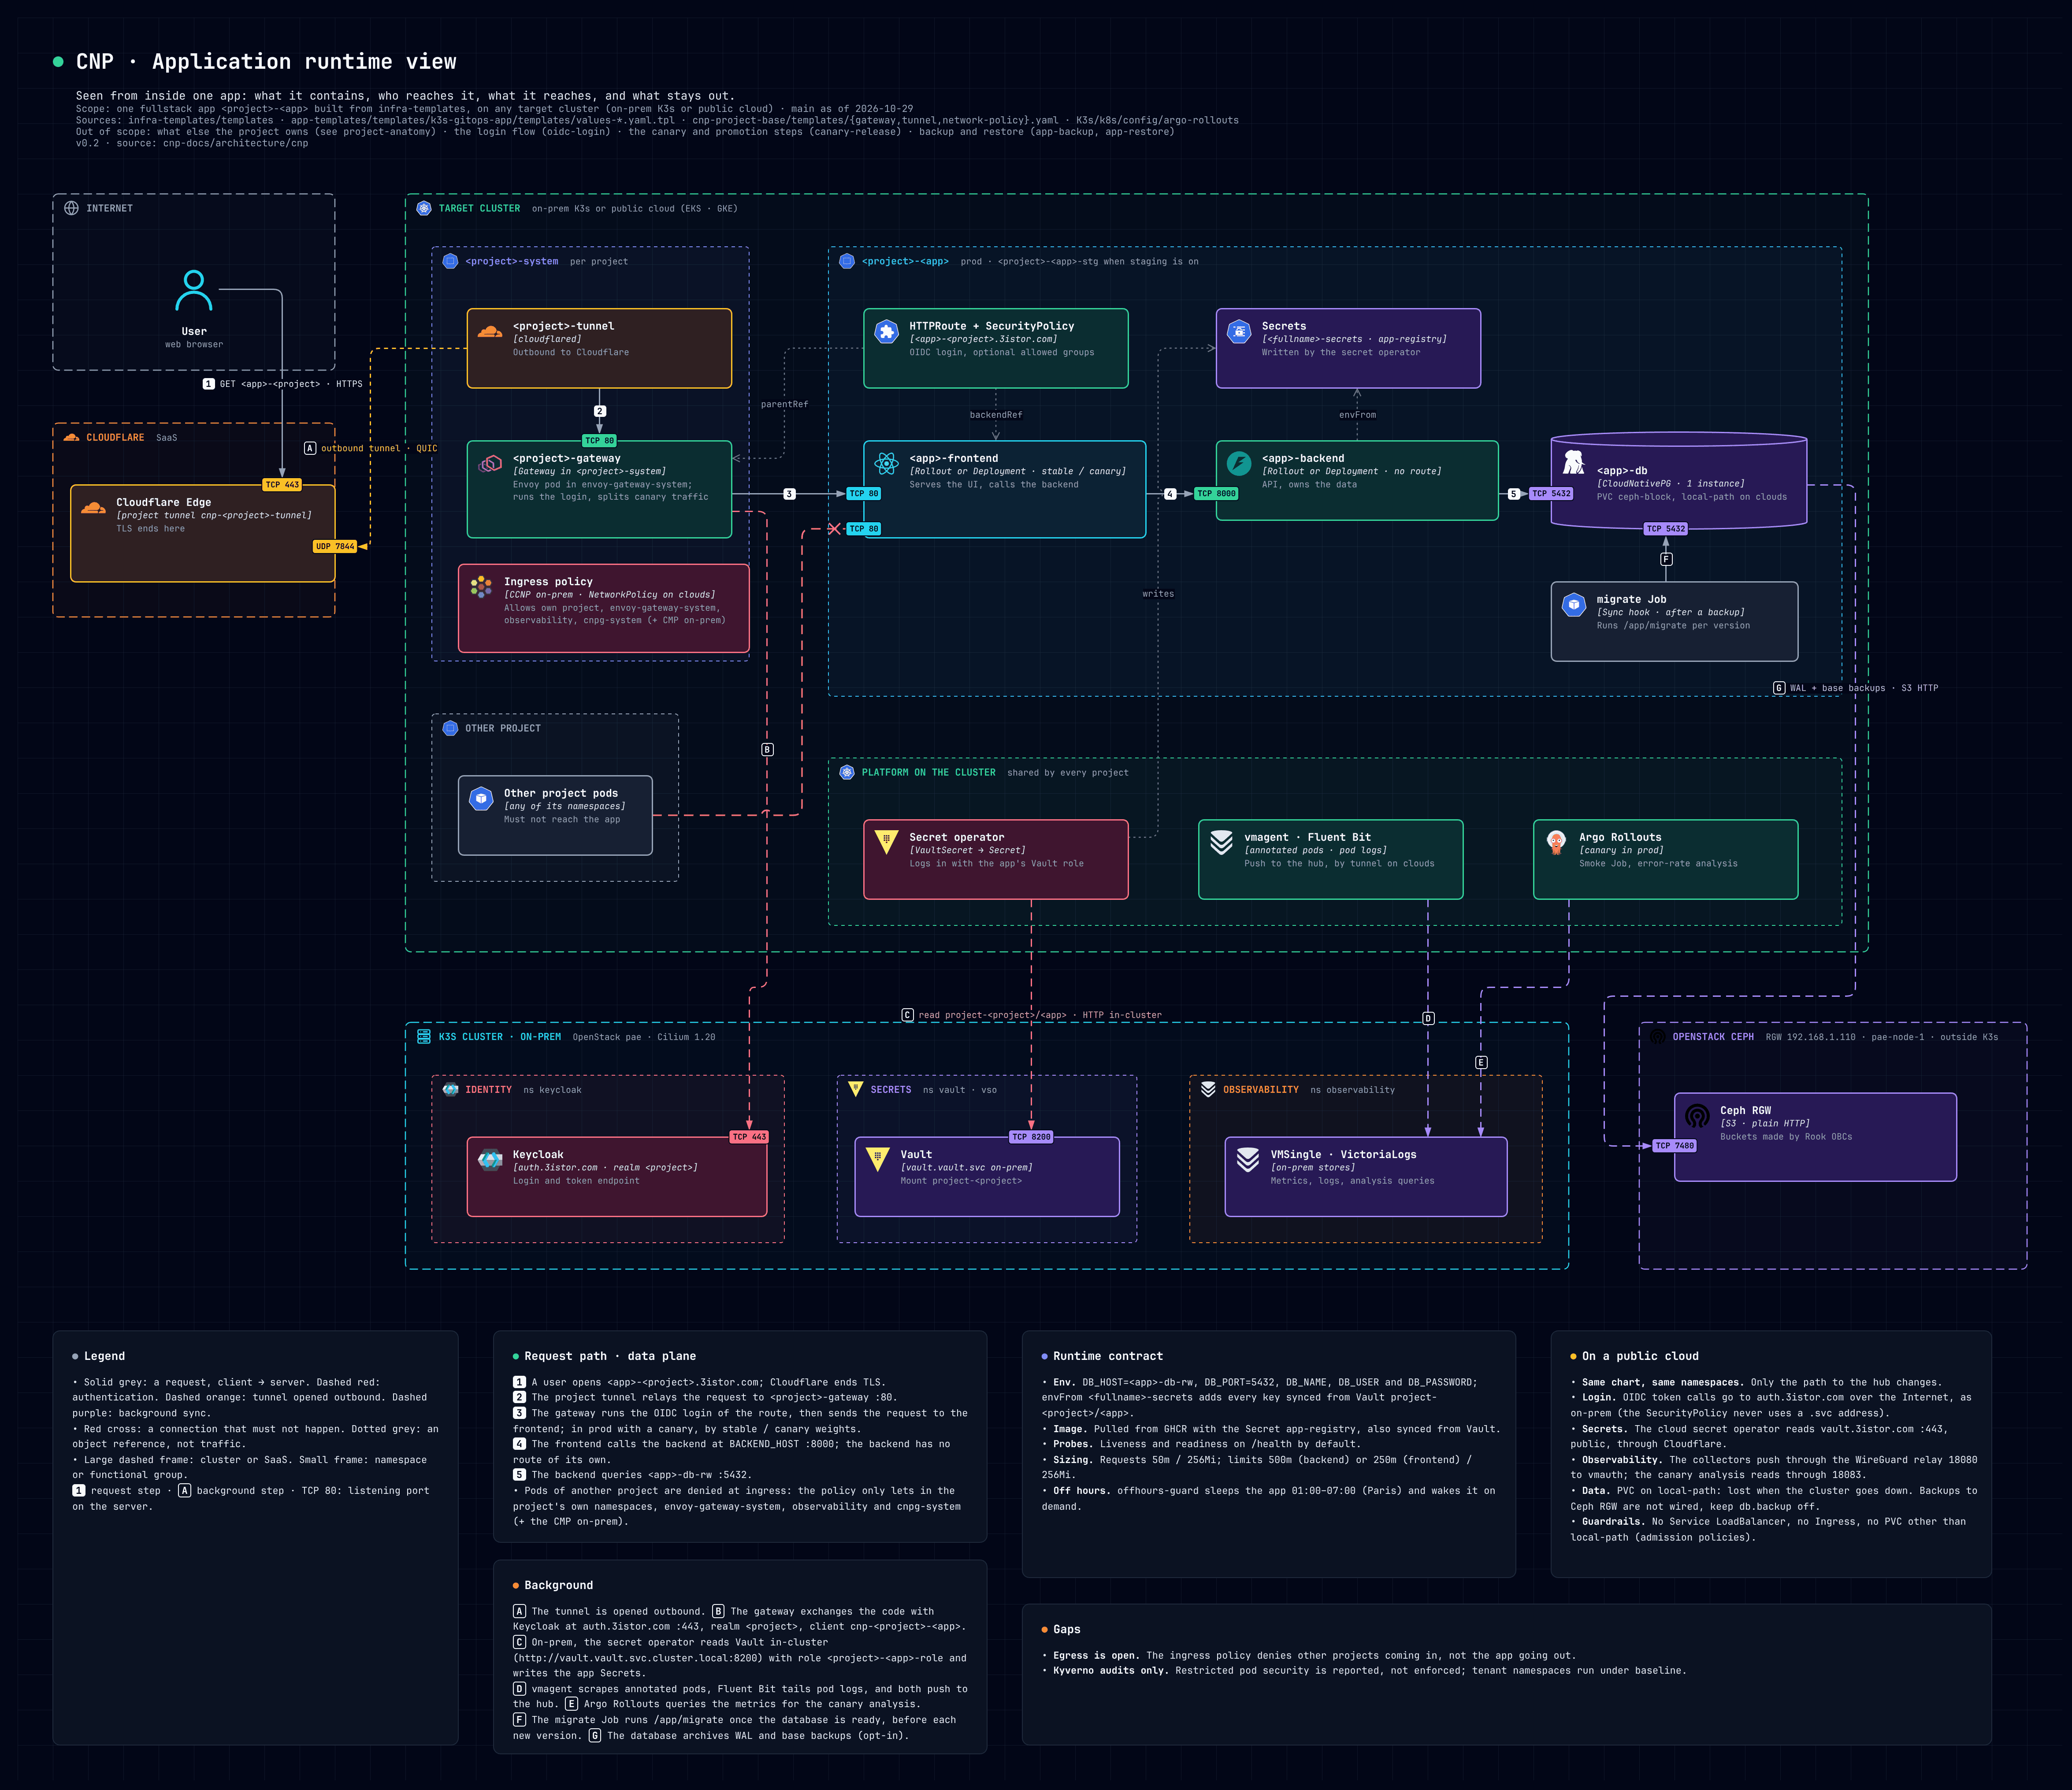 CNP · Application runtime view
Seen from inside one app: what it contains, who reaches it, what it reaches, and what stays out.
Scope: one fullstack app <project>-<app> built from infra-templates, on any target cluster (on-prem K3s or public cloud) · main as of 2026-10-29
Sources: infra-templates/templates · app-templates/templates/k3s-gitops-app/templates/values-*.yaml.tpl · cnp-project-base/templates/{gateway,tunnel,network-policy}.yaml · K3s/k8s/config/argo-rollouts
Out of scope: what else the project owns (see project-anatomy) · the login flow (oidc-login) · the canary and promotion steps (canary-release) · backup and restore (app-backup, app-restore)
v0.2 · source: cnp-docs/architecture/cnp
INTERNET
User
web browser
1 GET <app>-<project> · HTTPS
CLOUDFLARE SaaS
A outbound tunnel · QUIC
TCP 443
Cloudflare Edge
[project tunnel cnp-<project>-tunnel]
TLS ends here
UDP 7844
TARGET CLUSTER on-prem K3s or public cloud (EKS · GKE)
<project>-system per project
<project>-tunnel
[cloudflared]
Outbound to Cloudflare
2
TCP 80
<project>-gateway
[Gateway in <project>-system]
Envoy pod in envoy-gateway-system;
runs the login, splits canary traffic
Ingress policy
[CCNP on-prem · NetworkPolicy on clouds]
Allows own project, envoy-gateway-system,
observability, cnpg-system (+ CMP on-prem)
parentRef
3
<project>-<app> prod · <project>-<app>-stg when staging is on
HTTPRoute + SecurityPolicy
[<app>-<project>.3istor.com]
OIDC login, optional allowed groups
backendRef
Secrets
[<fullname>-secrets · app-registry]
Written by the secret operator
envFrom
TCP 80
TCP 80
<app>-frontend
[Rollout or Deployment · stable / canary]
Serves the UI, calls the backend
4
TCP 8000
<app>-backend
[Rollout or Deployment · no route]
API, owns the data
5
TCP 5432
<app>-db
[CloudNativePG · 1 instance]
PVC ceph-block, local-path on clouds
TCP 5432
F
migrate Job
[Sync hook · after a backup]
Runs /app/migrate per version
writes
G WAL + base backups · S3 HTTP
OTHER PROJECT
Other project pods
[any of its namespaces]
Must not reach the app
B
PLATFORM ON THE CLUSTER shared by every project
Secret operator
[VaultSecret → Secret]
Logs in with the app's Vault role
vmagent · Fluent Bit
[annotated pods · pod logs]
Push to the hub, by tunnel on clouds
Argo Rollouts
[canary in prod]
Smoke Job, error-rate analysis
C read project-<project>/<app> · HTTP in-cluster
D
E
K3S CLUSTER · ON-PREM OpenStack pae · Cilium 1.20
IDENTITY ns keycloak
TCP 443
Keycloak
[auth.3istor.com · realm <project>]
Login and token endpoint
SECRETS ns vault · vso
TCP 8200
Vault
[vault.vault.svc on-prem]
Mount project-<project>
OBSERVABILITY ns observability
VMSingle · VictoriaLogs
[on-prem stores]
Metrics, logs, analysis queries
OPENSTACK CEPH RGW 192.168.1.110 · pae-node-1 · outside K3s
TCP 7480
Ceph RGW
[S3 · plain HTTP]
Buckets made by Rook OBCs
Legend
• Solid grey: a request, client → server. Dashed red:
authentication. Dashed orange: tunnel opened outbound. Dashed
purple: background sync.
• Red cross: a connection that must not happen. Dotted grey: an
object reference, not traffic.
• Large dashed frame: cluster or SaaS. Small frame: namespace
or functional group.
1 request step · A background step · TCP 80: listening port
on the server.
Request path · data plane
1 A user opens <app>-<project>.3istor.com; Cloudflare ends TLS.
2 The project tunnel relays the request to <project>-gateway :80.
3 The gateway runs the OIDC login of the route, then sends the request to the
frontend; in prod with a canary, by stable / canary weights.
4 The frontend calls the backend at BACKEND_HOST :8000; the backend has no
route of its own.
5 The backend queries <app>-db-rw :5432.
• Pods of another project are denied at ingress: the policy only lets in the
project's own namespaces, envoy-gateway-system, observability and cnpg-system
(+ the CMP on-prem).
Background
A The tunnel is opened outbound. B The gateway exchanges the code with
Keycloak at auth.3istor.com :443, realm <project>, client cnp-<project>-<app>.
C On-prem, the secret operator reads Vault in-cluster
(http://vault.vault.svc.cluster.local:8200) with role <project>-<app>-role and
writes the app Secrets.
D vmagent scrapes annotated pods, Fluent Bit tails pod logs, and both push to
the hub. E Argo Rollouts queries the metrics for the canary analysis.
F The migrate Job runs /app/migrate once the database is ready, before each
new version. G The database archives WAL and base backups (opt-in).
Runtime contract
• Env. DB_HOST=<app>-db-rw, DB_PORT=5432, DB_NAME, DB_USER and DB_PASSWORD;
envFrom <fullname>-secrets adds every key synced from Vault project-
<project>/<app>.
• Image. Pulled from GHCR with the Secret app-registry, also synced from Vault.
• Probes. Liveness and readiness on /health by default.
• Sizing. Requests 50m / 256Mi; limits 500m (backend) or 250m (frontend) /
256Mi.
• Off hours. offhours-guard sleeps the app 01:00–07:00 (Paris) and wakes it on
demand.
On a public cloud
• Same chart, same namespaces. Only the path to the hub changes.
• Login. OIDC token calls go to auth.3istor.com over the Internet, as
on-prem (the SecurityPolicy never uses a .svc address).
• Secrets. The cloud secret operator reads vault.3istor.com :443,
public, through Cloudflare.
• Observability. The collectors push through the WireGuard relay 18080
to vmauth; the canary analysis reads through 18083.
• Data. PVC on local-path: lost when the cluster goes down. Backups to
Ceph RGW are not wired, keep db.backup off.
• Guardrails. No Service LoadBalancer, no Ingress, no PVC other than
local-path (admission policies).
Gaps
• Egress is open. The ingress policy denies other projects coming in, not the app going out.
• Kyverno audits only. Restricted pod security is reported, not enforced; tenant namespaces run under baseline.